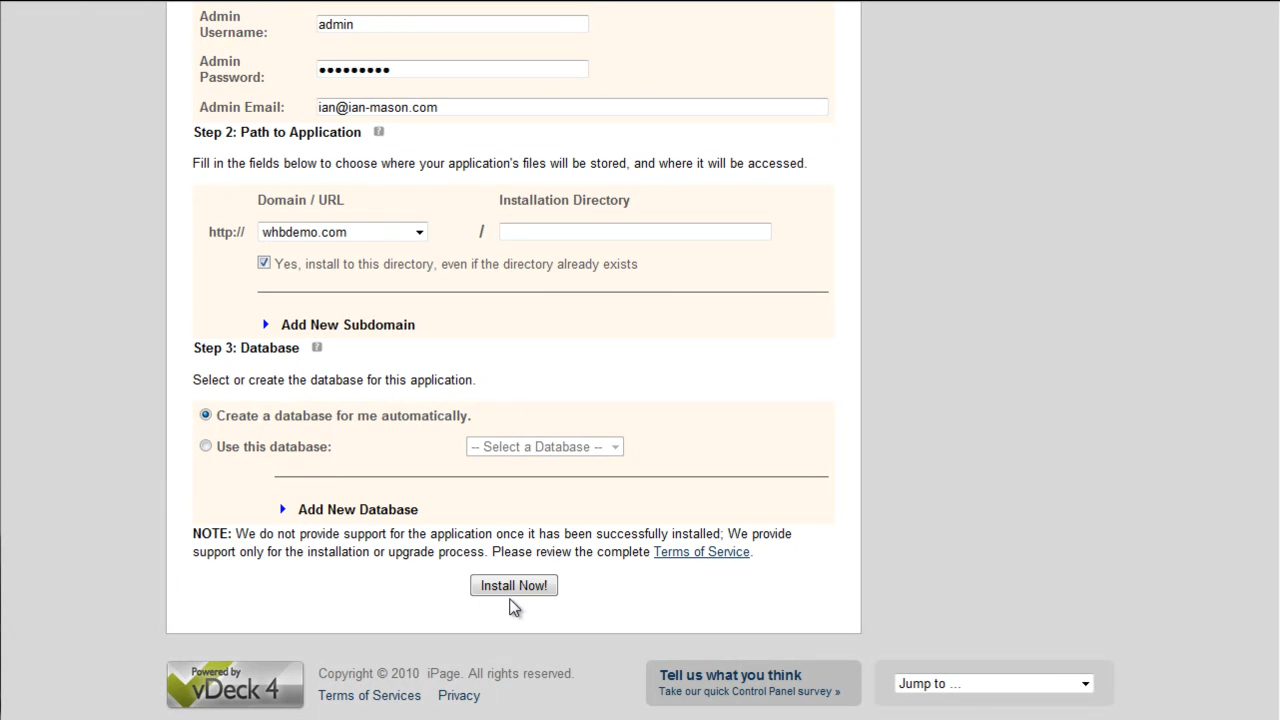 Admin
Username:
admin
Admin
Password:
●●●●●●●●●
Admin Email:
ian@ian-mason.com
Step 2: Path to Application ?
Fill in the fields below to choose where your application's files will be stored, and where it will be accessed.
Domain / URL
Installation Directory
http:// whbdemo.com /
Yes, install to this directory, even if the directory already exists
Add New Subdomain
Step 3: Database ?
Select or create the database for this application.
Create a database for me automatically.
Use this database: -- Select a Database --
Add New Database
NOTE: We do not provide support for the application once it has been successfully installed; We provide
support only for the installation or upgrade process. Please review the complete Terms of Service.
Install Now!
Powered by
vDeck 4
Copyright © 2010 iPage. All rights reserved.
Terms of Services Privacy
Tell us what you think
Take our quick Control Panel survey »
Jump to ...